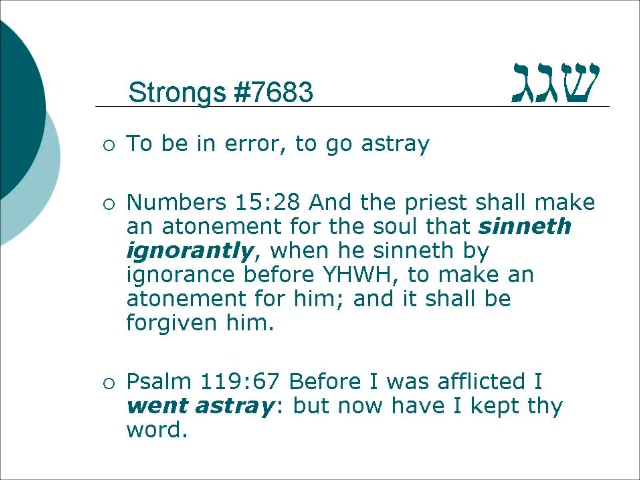 Strongs #7683 שגג
To be in error, to go astray
Numbers 15:28 And the priest shall make
an atonement for the soul that sinneth
ignorantly, when he sinneth by
ignorance before YHWH, to make an
atonement for him; and it shall be
forgiven him.
Psalm 119:67 Before I was afflicted I
went astray: but now have I kept thy
word.